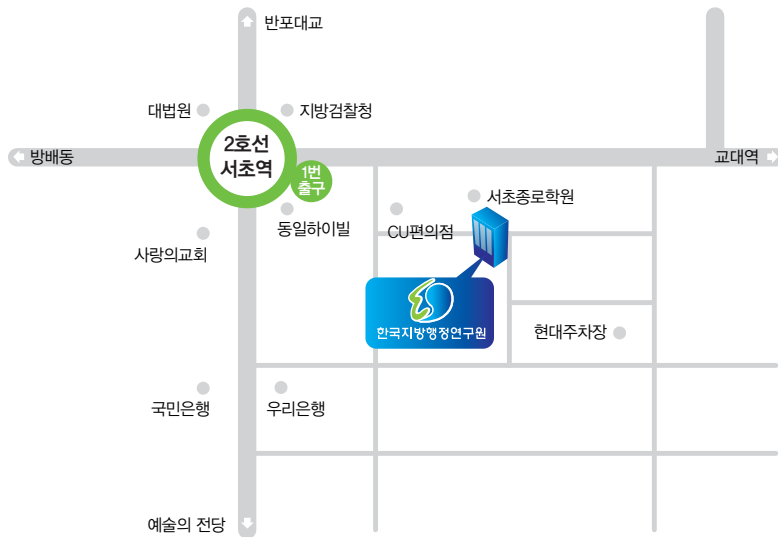 반포대교
대법원
지방검찰청
2호선
서초역
방배동
교대역
1번
출구
서초종로학원
동일하이빌
CU편의점
사랑의교회
한국지방행정연구원
현대주차장
국민은행
우리은행
예술의 전당